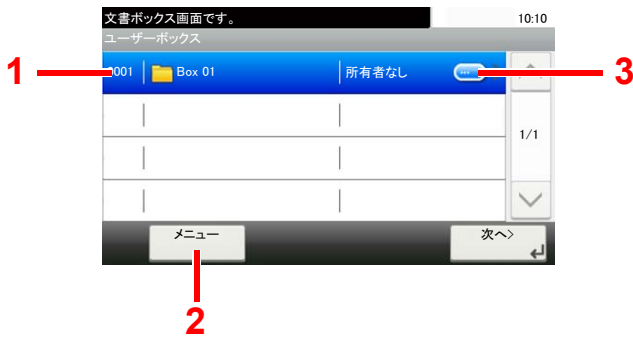 文書ボックス画面です。 10:10
ユーザーボックス
1 0001 Box 01 所有者なし ... 3
1/1
メニュー 次へ>
2